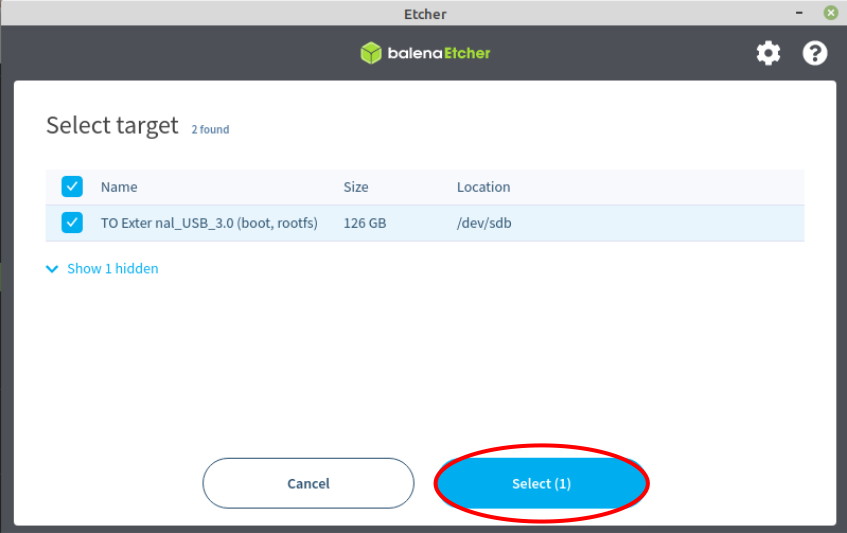 Etcher
balenaEtcher
Select target 2 found
Name Size Location
TO Exter nal_USB_3.0 (boot, rootfs) 126 GB /dev/sdb
Show 1 hidden
Cancel Select (1)